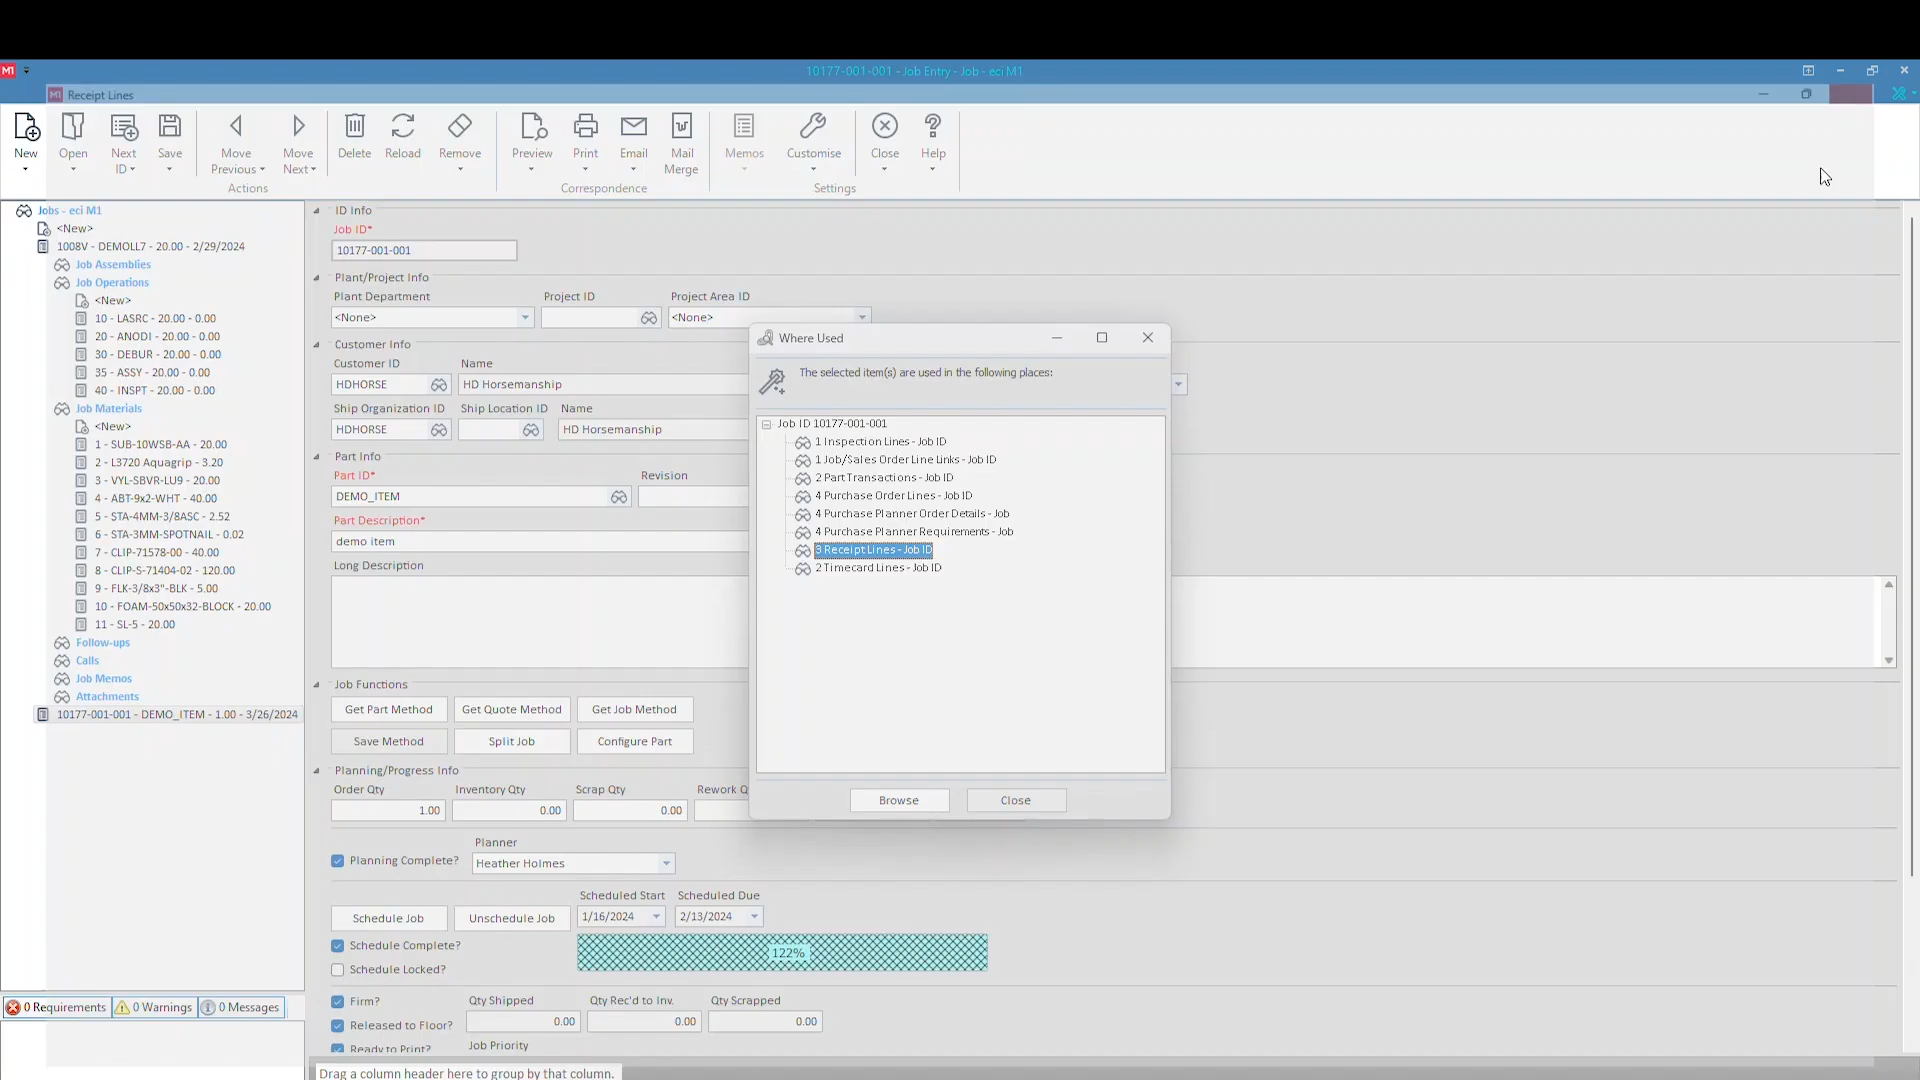 M1
10177-001-001 - Job Entry - Job - eci M1
M1 Receipt Lines
New
Open
Next ID
Save
Move Previous
Move Next
Delete
Reload
Remove
Preview
Print
Email
Mail Merge
Memos
Customise
Close
Help
Actions
Correspondence
Settings
Jobs - eci M1
<New>
1008V - DEMOLL7 - 20.00 - 2/29/2024
Job Assemblies
Job Operations
<New>
10 - LASRC - 20.00 - 0.00
20 - ANODI - 20.00 - 0.00
30 - DEBUR - 20.00 - 0.00
35 - ASSY - 20.00 - 0.00
40 - INSPT - 20.00 - 0.00
Job Materials
<New>
1 - SUB-10WSB-AA - 20.00
2 - L3720 Aquagrip - 3.20
3 - VYL-SBVR-LU9 - 20.00
4 - ABT-9x2-WHT - 40.00
5 - STA-4MM-3/8ASC - 2.52
6 - STA-3MM-SPOTNAIL - 0.02
7 - CLIP-71578-00 - 40.00
8 - CLIP-S-71404-02 - 120.00
9 - FLK-3/8x3"-BLK - 5.00
10 - FOAM-50x50x32-BLOCK - 20.00
11 - SL-5 - 20.00
Follow-ups
Calls
Job Memos
Attachments
10177-001-001 - DEMO_ITEM - 1.00 - 3/26/2024
0 Requirements
0 Warnings
0 Messages
ID Info
Job ID*
10177-001-001
Plant/Project Info
Plant Department
Project ID
Project Area ID
<None>
<None>
Customer Info
Customer ID
Name
HDHORSE
HD Horsemanship
Ship Organization ID
Ship Location ID
Name
HDHORSE
HD Horsemanship
Part Info
Part ID*
Revision
DEMO_ITEM
Part Description*
demo item
Long Description
Job Functions
Get Part Method
Get Quote Method
Get Job Method
Save Method
Split Job
Configure Part
Planning/Progress Info
Order Qty
Inventory Qty
Scrap Qty
Rework Q
1.00
0.00
0.00
Planner
Planning Complete?
Heather Holmes
Scheduled Start
Scheduled Due
Schedule Job
Unschedule Job
1/16/2024
2/13/2024
Schedule Complete?
122%
Schedule Locked?
Firm?
Qty Shipped
Qty Rec'd to Inv.
Qty Scrapped
Released to Floor?
0.00
0.00
0.00
Ready to Print?
Job Priority
Drag a column header here to group by that column.
Where Used
The selected item(s) are used in the following places:
Job ID 10177-001-001
1 Inspection Lines - Job ID
1 Job/Sales Order Line Links - Job ID
2 Part Transactions - Job ID
4 Purchase Order Lines - Job ID
4 Purchase Planner Order Details - Job
4 Purchase Planner Requirements - Job
3 Receipt Lines - Job ID
2 Timecard Lines - Job ID
Browse
Close